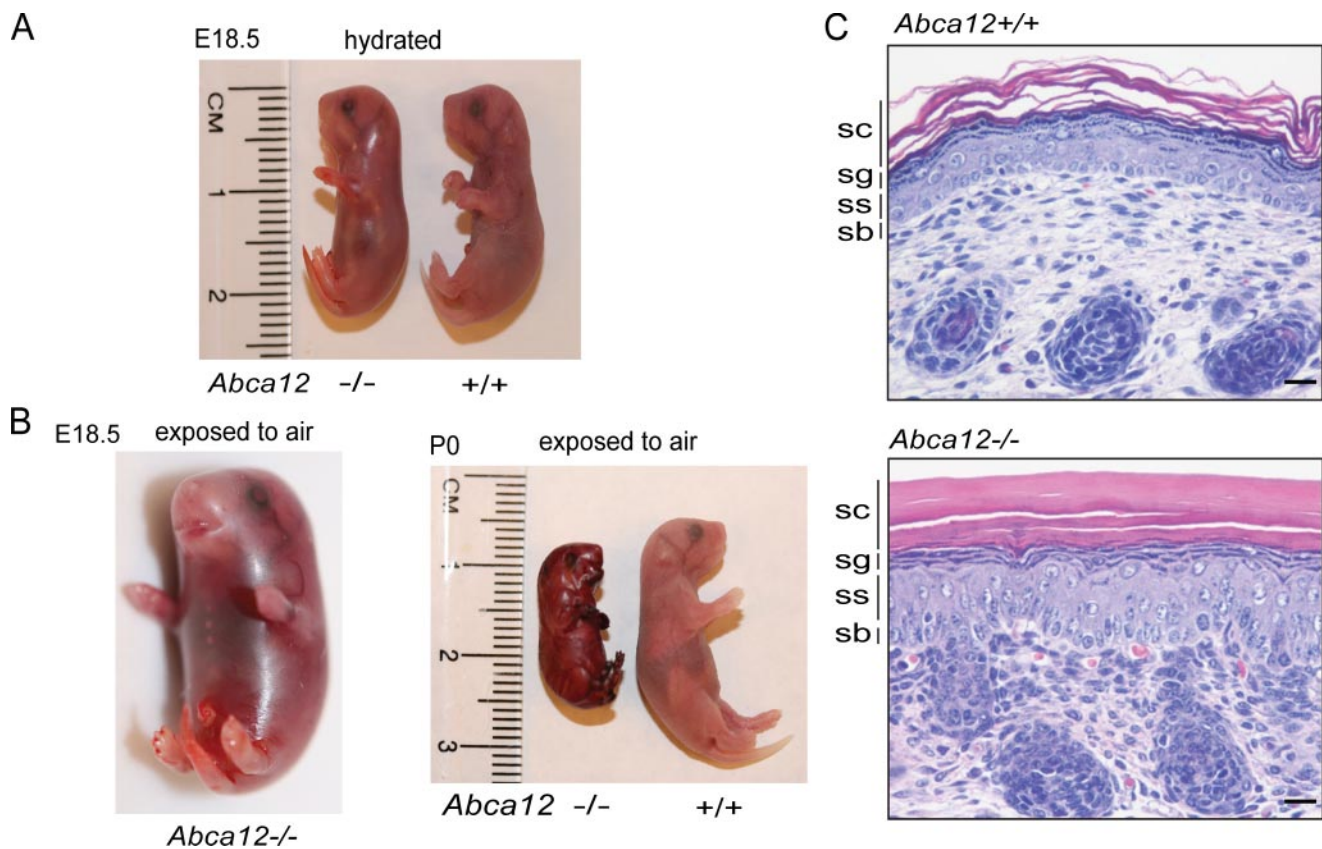 A
E18.5 hydrated
CM
1
2
Abca12 -/- +/+
B
E18.5 exposed to air
Abca12-/-
P0 exposed to air
CM
1
2
3
Abca12 -/- +/+
C
Abca12+/+
sc
sg
ss
sb
Abca12-/-
sc
sg
ss
sb